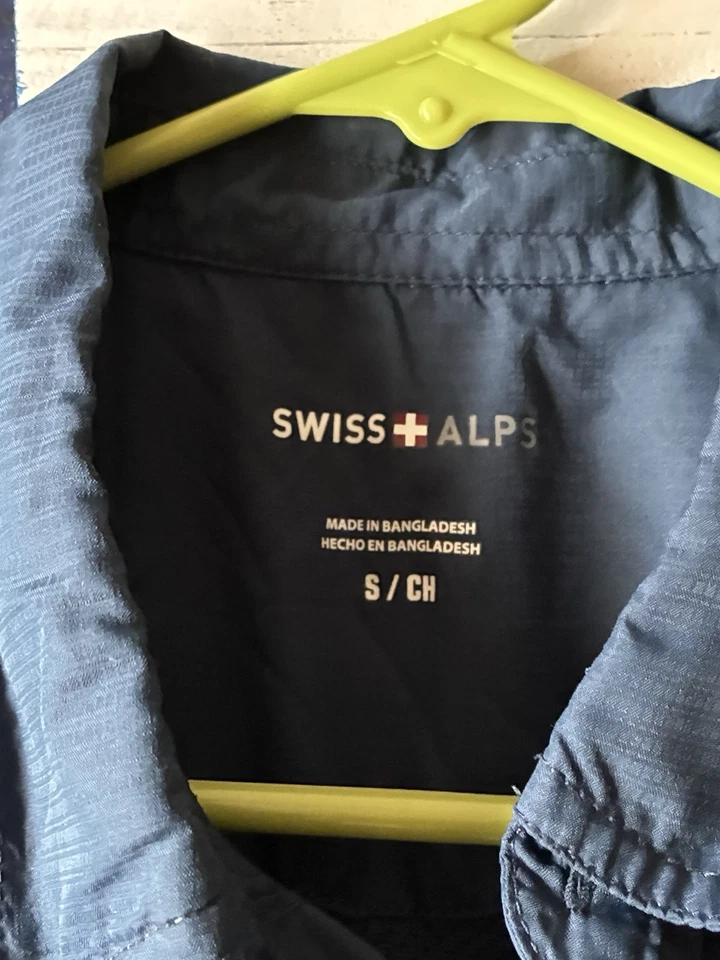 SWISS ALPS
MADE IN BANGLADESH
HECHO EN BANGLADESH
S / CH